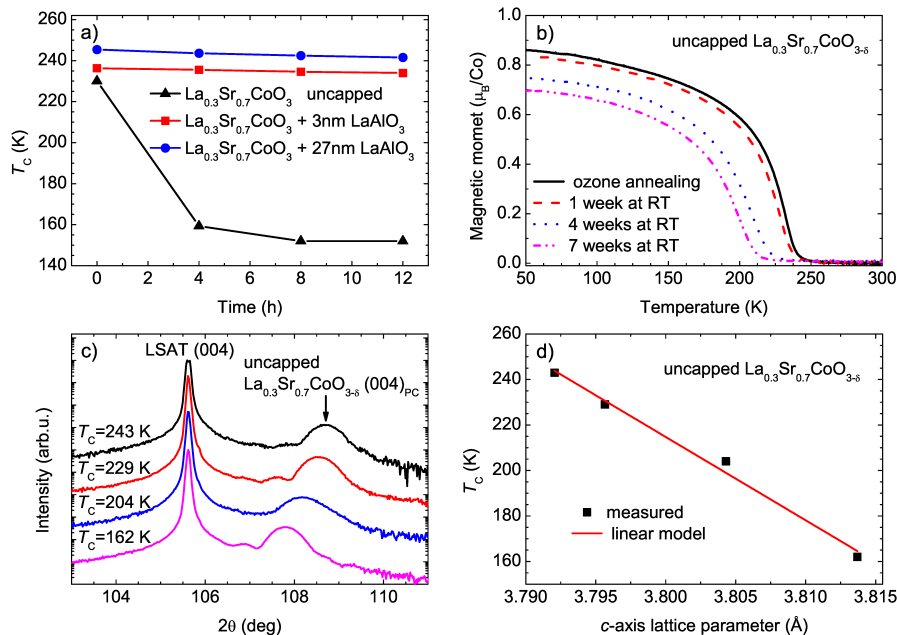 a)
260
240
220
200
180
160
140
0
2
4
6
8
10
12
T_C (K)
Time (h)
La0.3Sr0.7CoO3 uncapped
La0.3Sr0.7CoO3 + 3nm LaAlO3
La0.3Sr0.7CoO3 + 27nm LaAlO3
b)
uncapped La0.3Sr0.7CoO3-δ
1.0
0.8
0.6
0.4
0.2
0.0
50
100
150
200
250
300
Magnetic momnet (μB/Co)
Temperature (K)
ozone annealing
1 week at RT
4 weeks at RT
7 weeks at RT
c)
LSAT (004)
uncapped
La0.3Sr0.7CoO3-δ (004)PC
TC=243 K
TC=229 K
TC=204 K
TC=162 K
104
106
108
110
Intensity (arb.u.)
2θ (deg)
d)
uncapped La0.3Sr0.7CoO3-δ
260
240
220
200
180
160
3.790
3.795
3.800
3.805
3.810
3.815
TC (K)
measured
linear model
c-axis lattice parameter (Å)